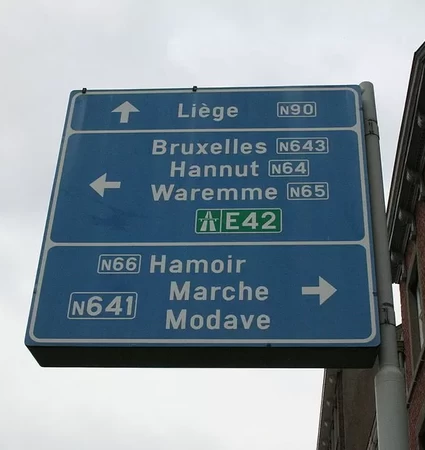 Liège N90
Bruxelles N643
Hannut N64
Waremme N65
E42
N66 Hamoir
Marche
N641
Modave